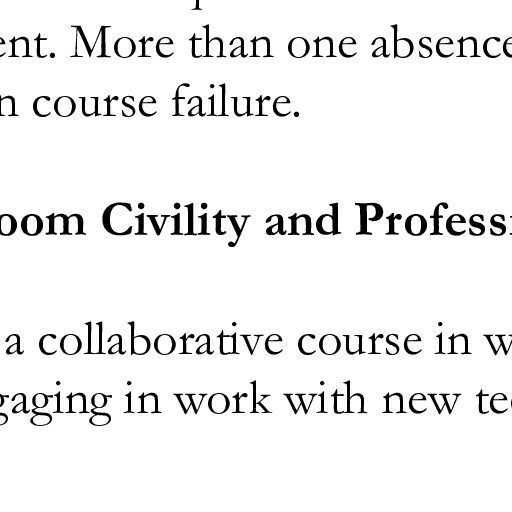 ent. More than one absence
n course failure.
oom Civility and Profess
a collaborative course in w
gaging in work with new te